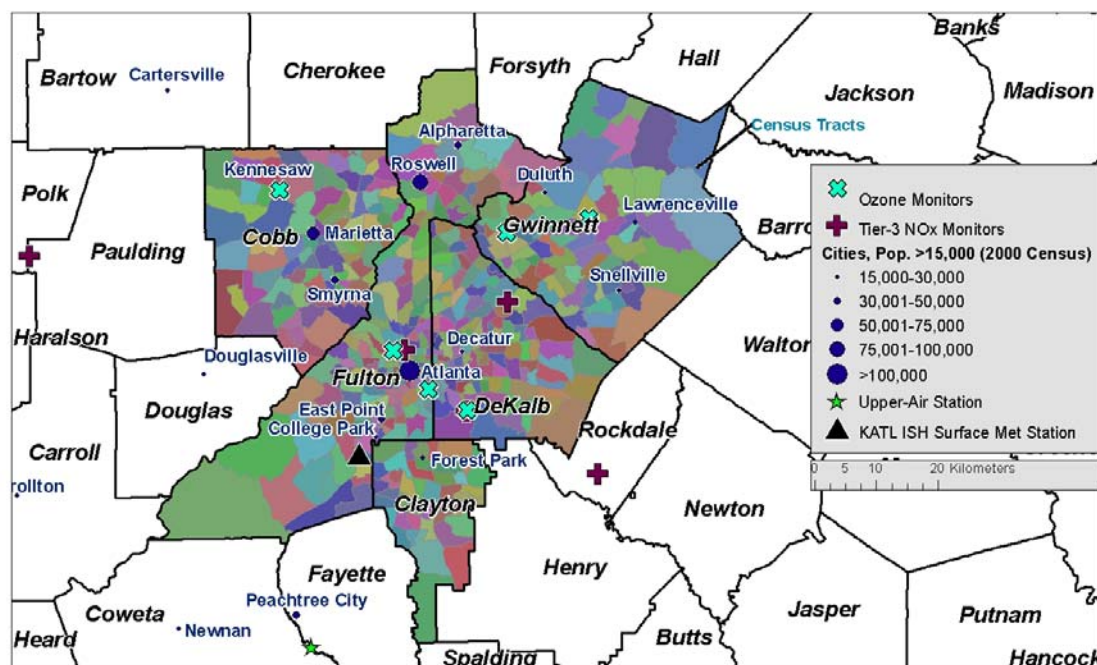 Banks
Hall
Forsyth
Bartow
Cartersville
Cherokee
Jackson
Madison
Census Tracts
Alpharetta
Roswell
Kennesaw
Duluth
Polk
Gwinnett
Lawrenceville
Cobb
Marietta
Paulding
Barro
Snellville
Smyrna
Haralson
Douglasville
Decatur
Walton
Fulton
Atlanta
Douglas
East Point
College Park
DeKalb
Rockdale
Carroll
rollton
Forest Park
Clayton
Newton
Henry
Fayette
Coweta
Peachtree City
Newnan
Heard
Jasper
Putnam
Butts
Spalding
Hancock
Ozone Monitors
Tier-3 NOx Monitors
Cities, Pop. >15,000 (2000 Census)
15,000-30,000
30,001-50,000
50,001-75,000
75,001-100,000
>100,000
Upper-Air Station
KATL ISH Surface Met Station
0 5 10 20 Kilometers